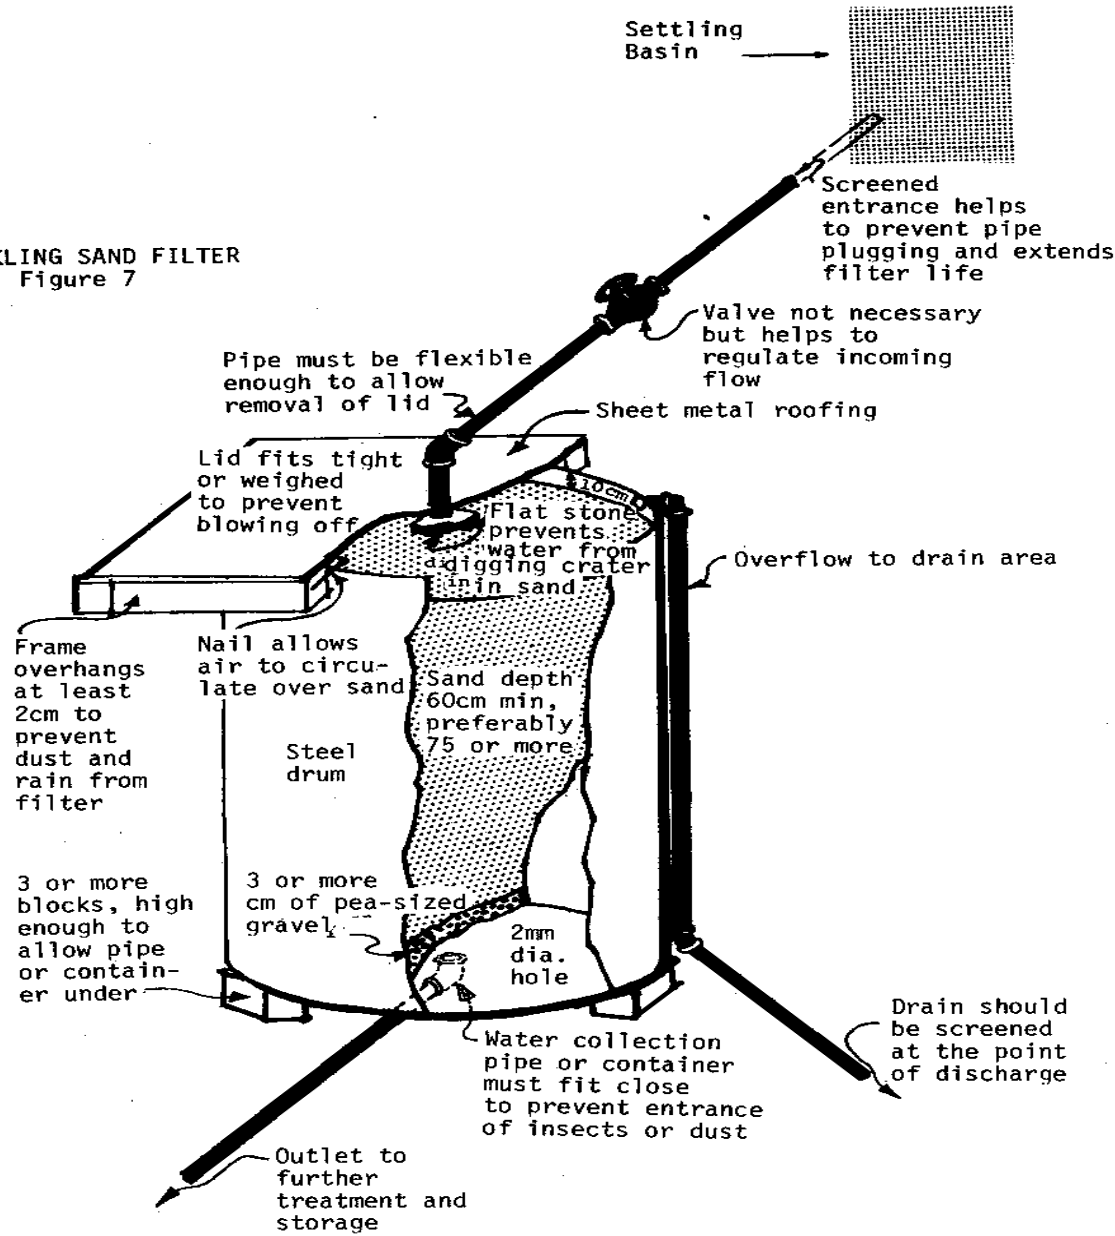 Settling
Basin
Screened
entrance helps
to prevent pipe
plugging and extends
filter life
KLING SAND FILTER
Figure 7
Valve not necessary
but helps to
regulate incoming
flow
Pipe must be flexible
enough to allow
removal of lid
Sheet metal roofing
Lid fits tight
or weighed
to prevent
blowing off
10cm
Flat stone
prevents
water from
digging crater
in sand
Overflow to drain area
Frame
overhangs
at least
2cm to
prevent
dust and
rain from
filter
Nail allows
air to circu-
late over sand
Sand depth
60cm min,
preferably
75 or more
Steel
drum
3 or more
blocks, high
enough to
allow pipe
or contain-
er under
3 or more
cm of pea-sized
gravel
2mm
dia.
hole
Drain should
be screened
at the point
of discharge
Water collection
pipe or container
must fit close
to prevent entrance
of insects or dust
Outlet to
further
treatment and
storage